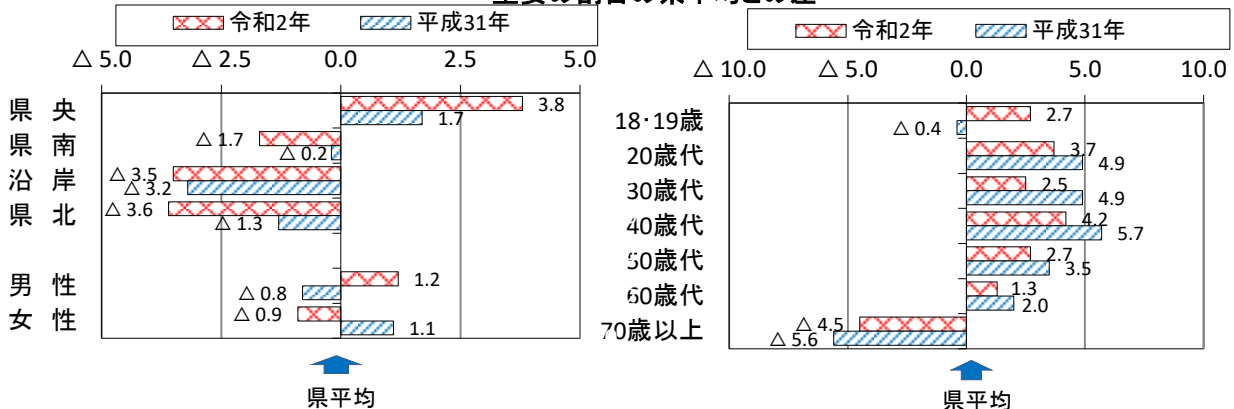 令和2年 平成31年
△ 5.0 △ 2.5 0.0 2.5 5.0
県 央 3.8
1.7
県 南 △ 1.7
△ 0.2
沿 岸 △ 3.5
△ 3.2
県 北 △ 3.6
△ 1.3
男 性 1.2
△ 0.8
女 性 △ 0.9
1.1
県平均
令和2年 平成31年
△ 10.0 △ 5.0 0.0 5.0 10.0
18・19歳 2.7
△ 0.4
20歳代 3.7
4.9
30歳代 2.5
4.9
40歳代 4.2
5.7
50歳代 2.7
3.5
60歳代 1.3
2.0
70歳以上 △ 4.5
△ 5.6
県平均